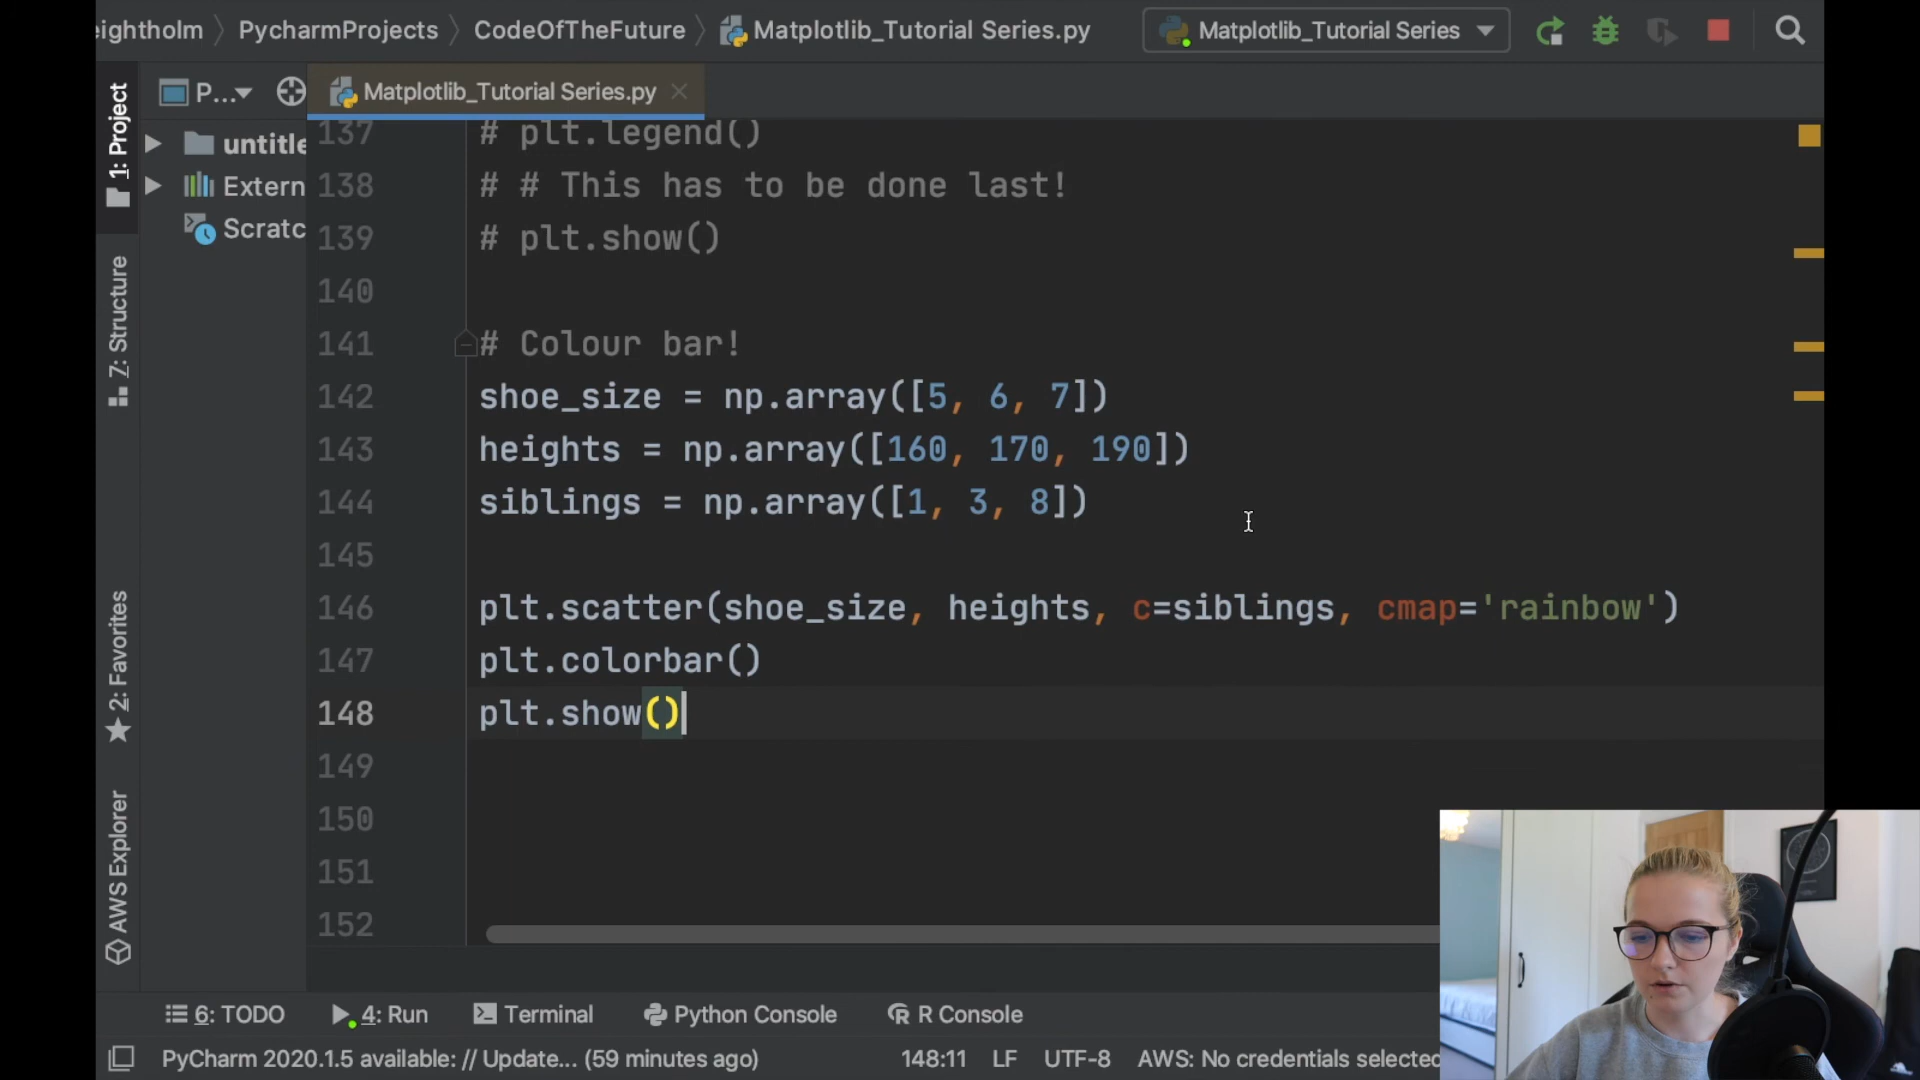 eightholm PycharmProjects CodeOfTheFuture Matplotlib_Tutorial Series.py Matplotlib_Tutorial Series
P... Matplotlib_Tutorial Series.py
1: Project
untitle
Extern
Scratc
Z: Structure
2: Favorites
AWS Explorer
137 # plt.legend()
138 # # This has to be done last!
139 # plt.show()
140
141 # Colour bar!
142 shoe_size = np.array([5, 6, 7])
143 heights = np.array([160, 170, 190])
144 siblings = np.array([1, 3, 8])
145
146 plt.scatter(shoe_size, heights, c=siblings, cmap='rainbow')
147 plt.colorbar()
148 plt.show()
149
150
151
152
6: TODO 4: Run Terminal Python Console R Console
PyCharm 2020.1.5 available: // Update... (59 minutes ago) 148:11 LF UTF-8 AWS: No credentials selected